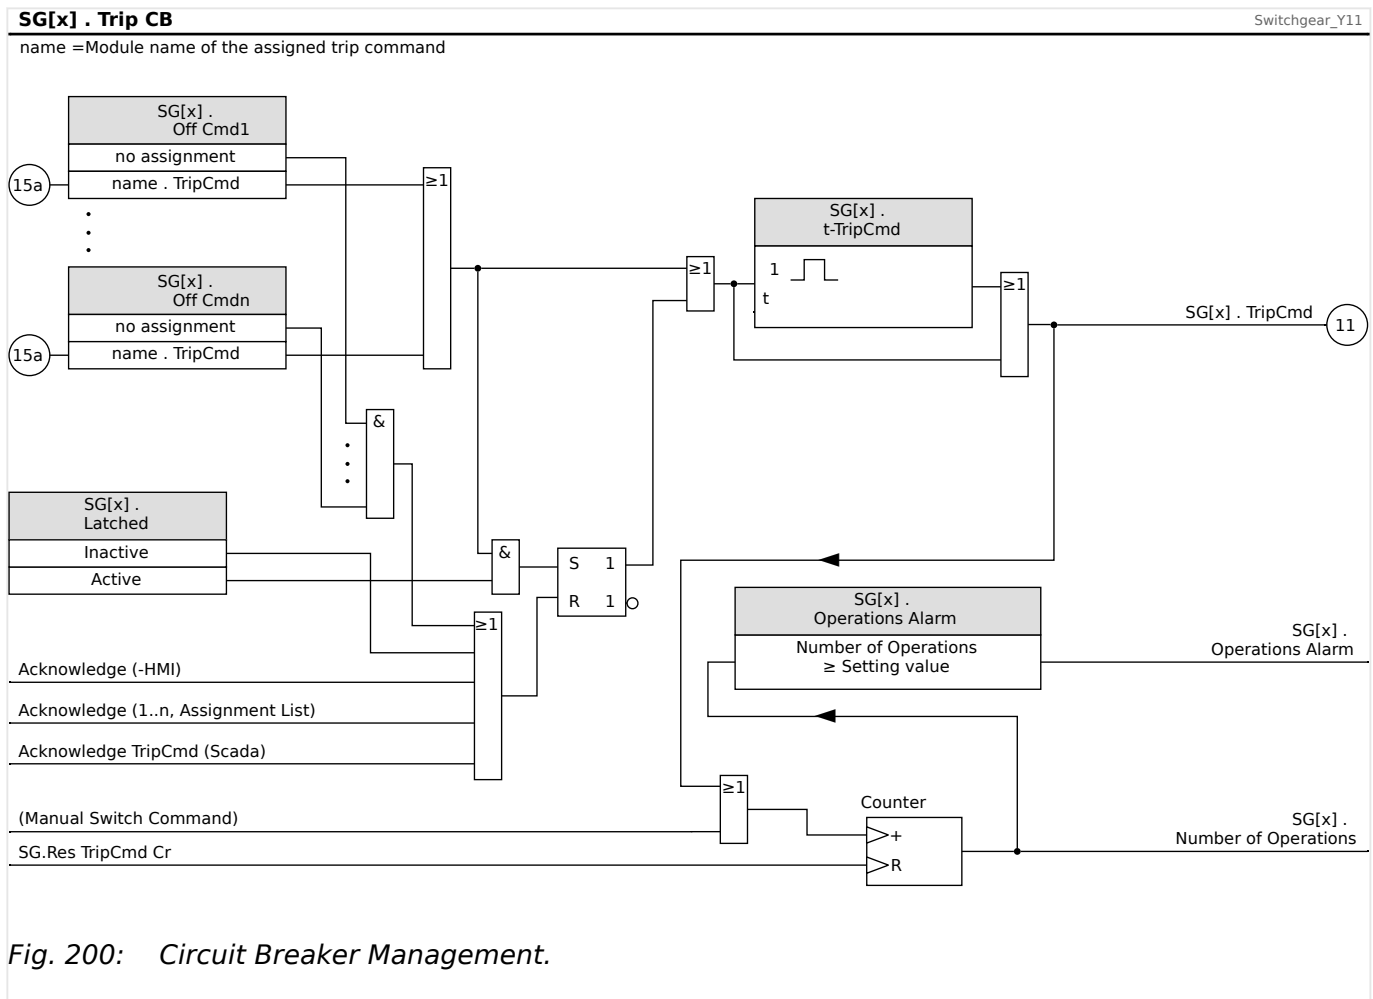 SG[x] . Trip CB
Switchgear_Y11
name =Module name of the assigned trip command
SG[x] .
Off Cmd1
no assignment
15a
name . TripCmd
≥1
SG[x] .
t-TripCmd
1
t
≥1
≥1
SG[x] . TripCmd
11
SG[x] .
Off Cmdn
no assignment
15a
name . TripCmd
&
SG[x] .
Latched
Inactive
Active
&
S 1
R 1
≥1
Acknowledge (-HMI)
Acknowledge (1..n, Assignment List)
Acknowledge TripCmd (Scada)
SG[x] .
Operations Alarm
Number of Operations
≥ Setting value
SG[x] .
Operations Alarm
(Manual Switch Command)
≥1
SG.Res TripCmd Cr
Counter
+
R
SG[x] .
Number of Operations
Fig. 200: Circuit Breaker Management.